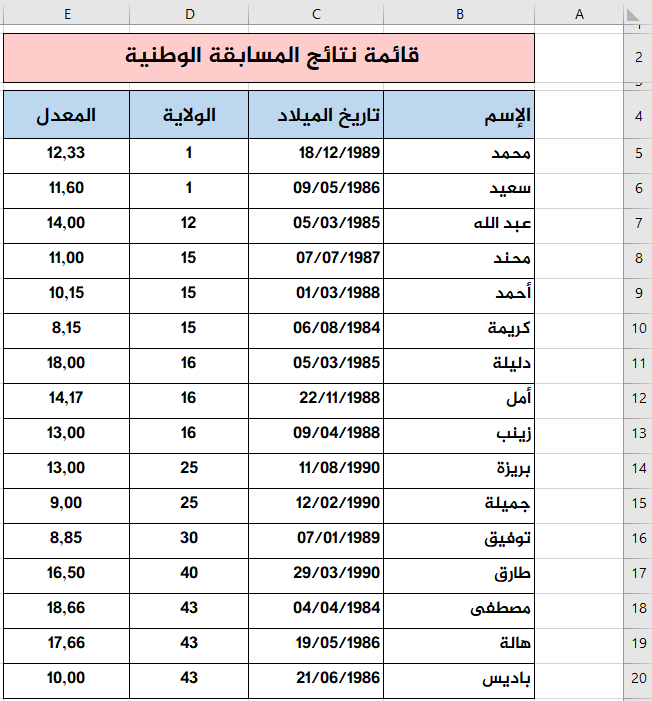 E D C B A
1
2 قائمة نتائج المسابقة الوطنية
3
4 الإسم تاريخ الميلاد الولاية المعدل
5 محمد 18/12/1989 1 12,33
6 سعيد 09/05/1986 1 11,60
7 عبد الله 05/03/1985 12 14,00
8 محند 07/07/1987 15 11,00
9 أحمد 01/03/1988 15 10,15
10 كريمة 06/08/1984 15 8,15
11 دليلة 05/03/1985 16 18,00
12 أمل 22/11/1988 16 14,17
13 زينب 09/04/1988 16 13,00
14 بريزة 11/08/1990 25 13,00
15 جميلة 12/02/1990 25 9,00
16 توفيق 07/01/1989 30 8,85
17 طارق 29/03/1990 40 16,50
18 مصطفى 04/04/1984 43 18,66
19 هالة 19/05/1986 43 17,66
20 باديس 21/06/1986 43 10,00